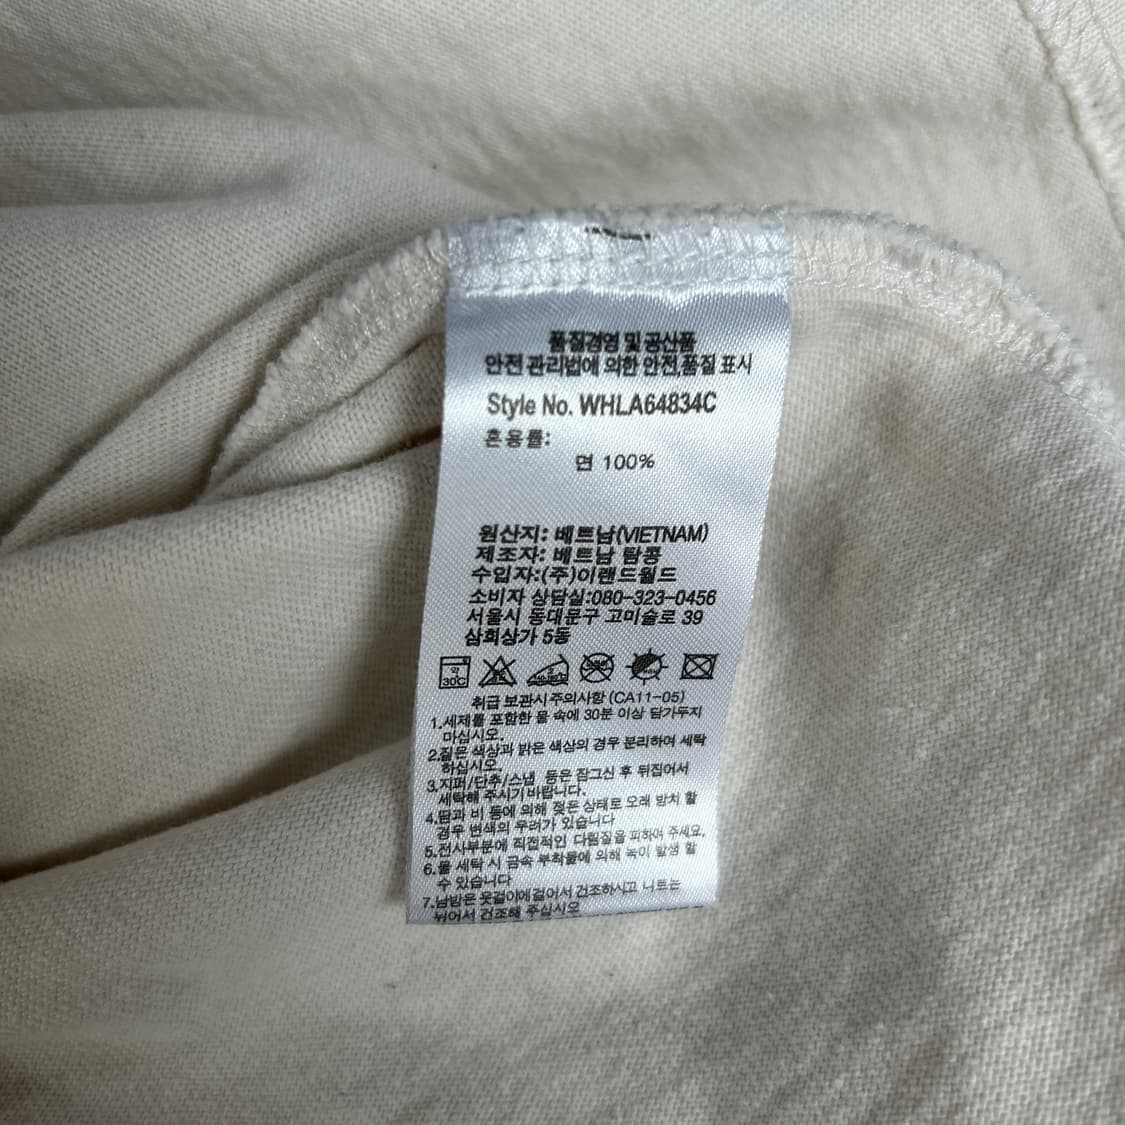 품질경영 및 공산품
안전 관리법에 의한 안전,품질 표시
Style No. WHLA64834C
혼용률:
면 100%
원산지: 베트남(VIETNAM)
제조자: 베트남 탐콩
수입자:(주)이랜드월드
소비자 상담실:080-323-0456
서울시 동대문구 고미술로 39
삼희상가 5동
약
30℃
취급 보관시주의사항 (CA11-05)
1.세제를 포함한 물 속에 30분 이상 담가두지
마십시오.
2.짙은 색상과 밝은 색상의 경우 분리하여 세탁
하십시오.
3.지퍼/단추/스냅 등은 잠그신 후 뒤집어서
세탁해 주시기바랍니다.
4.땀과 비 등에 의해 젖은 상태로 오래 방치 할
경우 변색의 우려가 있습니다
5.전사부분에 직접적인 다림질을 피하여 주세요.
6.물 세탁 시 금속 부착물에 의해 녹이 발생 할
수 있습니다
7.남방은 옷걸이에걸어서 건조하시고 니트는
뉘어서 건조해 주십시오